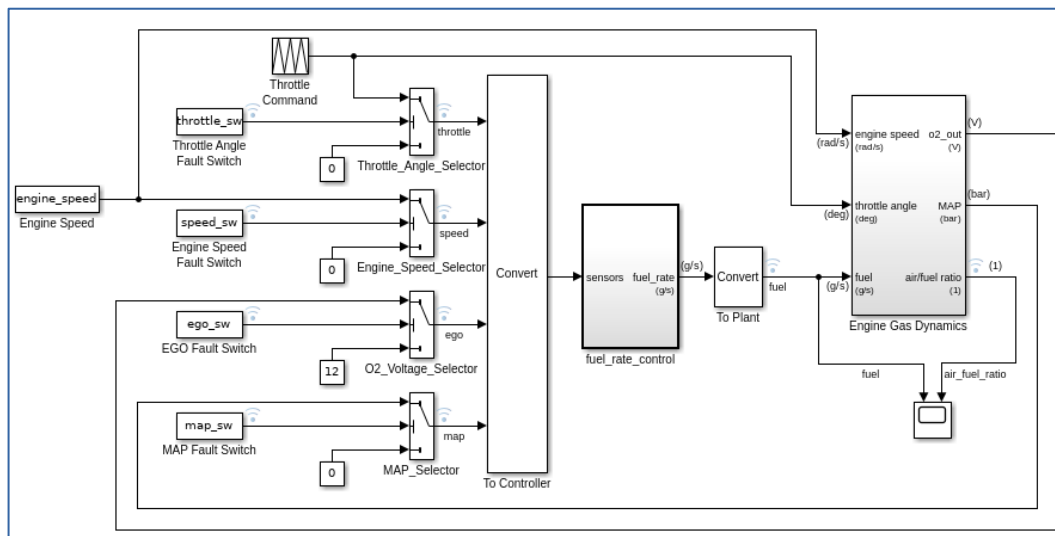 Throttle
Command
throttle_sw
Throttle Angle
Fault Switch
0
throttle
Throttle_Angle_Selector
engine_speed
Engine Speed
speed_sw
Engine Speed
Fault Switch
0
speed
Engine_Speed_Selector
ego_sw
EGO Fault Switch
12
ego
O2_Voltage_Selector
map_sw
MAP Fault Switch
0
map
MAP_Selector
Convert
To Controller
sensors
fuel_rate
(g/s)
fuel_rate_control
(g/s)
Convert
To Plant
fuel
(rad/s)
(deg)
(g/s)
engine speed
(rad/s)
throttle angle
(deg)
fuel
(g/s)
o2_out
(V)
MAP
(bar)
air/fuel ratio
(1)
Engine Gas Dynamics
(V)
(bar)
(1)
fuel
air_fuel_ratio